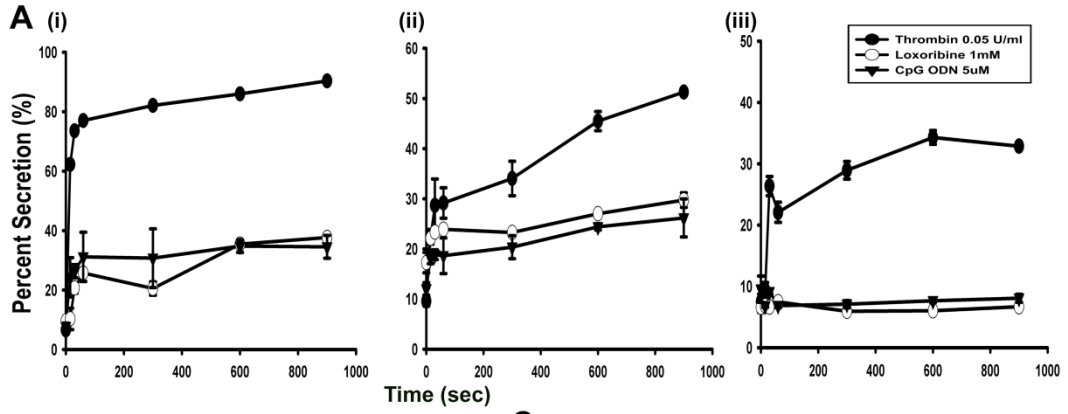 A (i)
(ii)
(iii)
Thrombin 0.05 U/ml
Loxoribine 1mM
CpG ODN 5uM
Percent Secretion (%)
100
80
60
40
20
0
0 200 400 600 800 1000
60
50
40
30
20
10
0
0 200 400 600 800 1000
50
40
30
20
10
0
0 200 400 600 800 1000
Time (sec)